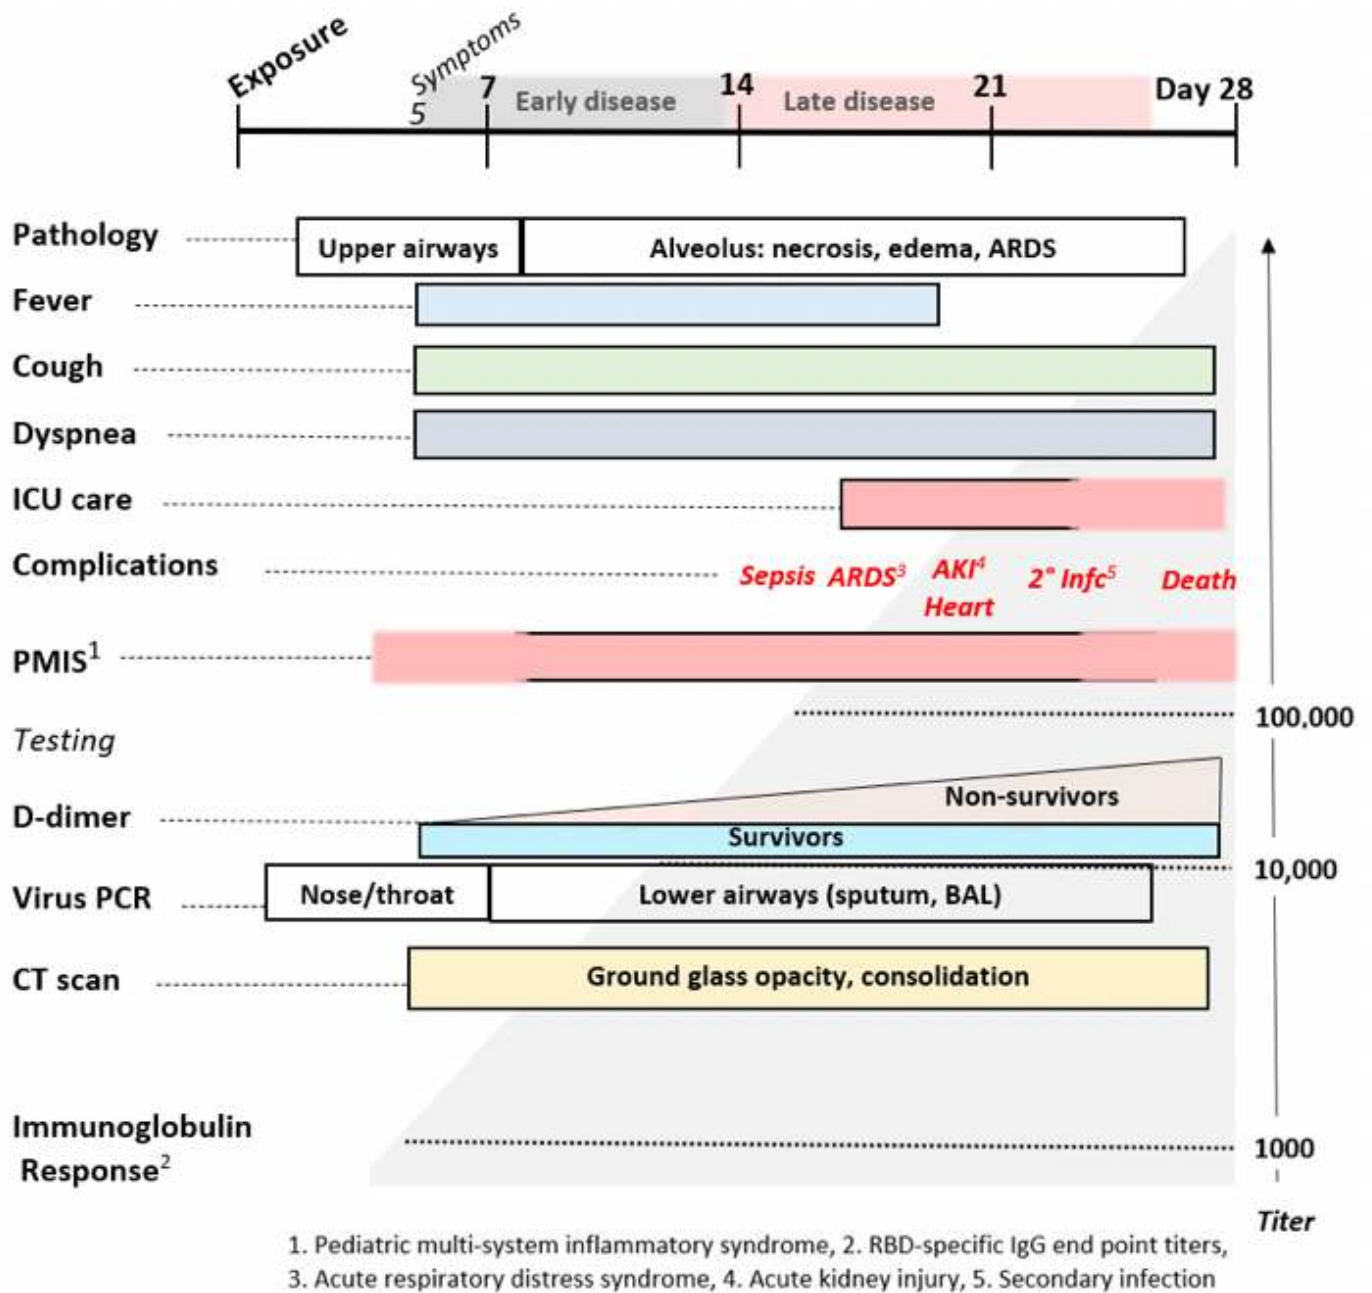 Exposure
Symptoms
5
7
Early disease
14
Late disease
21
Day 28
Pathology
Upper airways
Alveolus: necrosis, edema, ARDS
Fever
Cough
Dyspnea
ICU care
Complications
Sepsis ARDS³ AKI⁴ 2° Infc⁵ Death
Heart
PMIS¹
100,000
Testing
Non-survivors
D-dimer
Survivors
10,000
Virus PCR
Nose/throat
Lower airways (sputum, BAL)
CT scan
Ground glass opacity, consolidation
Immunoglobulin
Response²
1000
Titer
1. Pediatric multi-system inflammatory syndrome, 2. RBD-specific IgG end point titers,
3. Acute respiratory distress syndrome, 4. Acute kidney injury, 5. Secondary infection